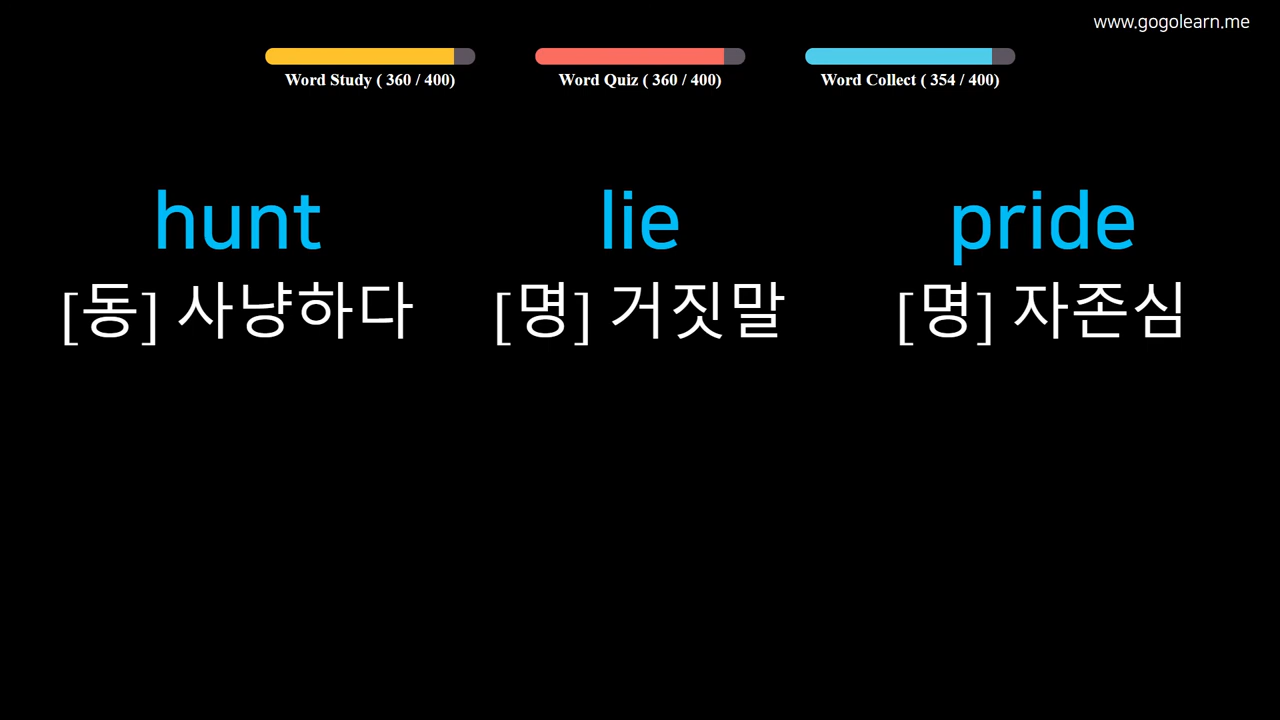 www.gogolearn.me
Word Study ( 360 / 400)
Word Quiz ( 360 / 400)
Word Collect ( 354 / 400)
hunt
[동] 사냥하다
lie
[명] 거짓말
pride
[명] 자존심